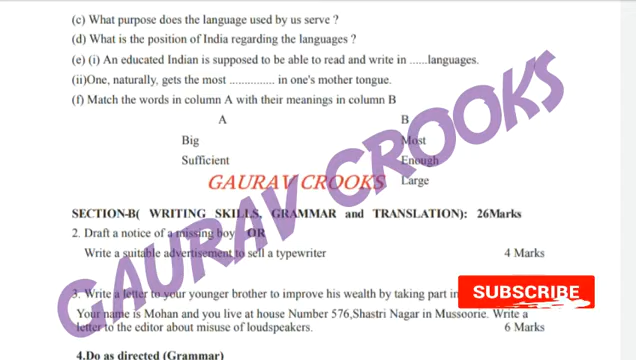 (c) What purpose does the language used by us serve ?
(d) What is the position of India regarding the languages ?
(e) (i) An educated Indian is supposed to be able to read and write in ......languages.
(ii)One, naturally, gets the most ............... in one's mother tongue.
(f) Match the words in column A with their meanings in column B
A B
Big Most
Sufficient Enough
GAURAV CROOKS Large
GAURAV CROOKS
SECTION-B( WRITING SKILLS, GRAMMAR and TRANSLATION): 26Marks
2. Draft a notice of a missing boy OR
Write a suitable advertisement to sell a typewriter 4 Marks
3. Write a letter to your younger brother to improve his wealth by taking part in
SUBSCRIBE
Your name is Mohan and you live at house Number 576,Shastri Nagar in Mussoorie. Write a
letter to the editor about misuse of loudspeakers. 6 Marks
4.Do as directed (Grammar)